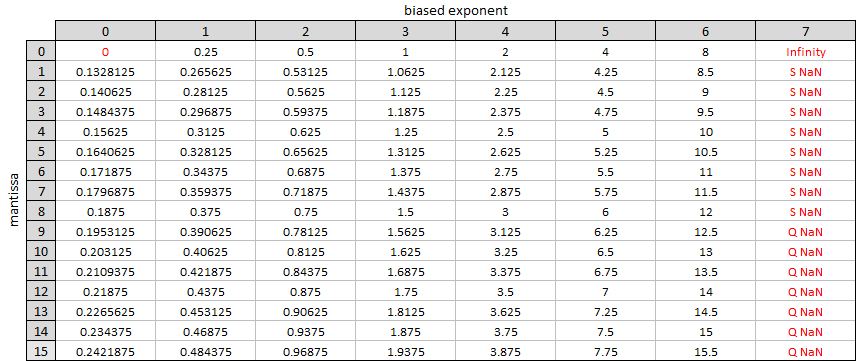 biased exponent
0 1 2 3 4 5 6 7
0 0 0.25 0.5 1 2 4 8 Infinity
1 0.1328125 0.265625 0.53125 1.0625 2.125 4.25 8.5 S NaN
2 0.140625 0.28125 0.5625 1.125 2.25 4.5 9 S NaN
3 0.1484375 0.296875 0.59375 1.1875 2.375 4.75 9.5 S NaN
4 0.15625 0.3125 0.625 1.25 2.5 5 10 S NaN
5 0.1640625 0.328125 0.65625 1.3125 2.625 5.25 10.5 S NaN
6 0.171875 0.34375 0.6875 1.375 2.75 5.5 11 S NaN
7 0.1796875 0.359375 0.71875 1.4375 2.875 5.75 11.5 S NaN
8 0.1875 0.375 0.75 1.5 3 6 12 S NaN
9 0.1953125 0.390625 0.78125 1.5625 3.125 6.25 12.5 Q NaN
10 0.203125 0.40625 0.8125 1.625 3.25 6.5 13 Q NaN
11 0.2109375 0.421875 0.84375 1.6875 3.375 6.75 13.5 Q NaN
12 0.21875 0.4375 0.875 1.75 3.5 7 14 Q NaN
13 0.2265625 0.453125 0.90625 1.8125 3.625 7.25 14.5 Q NaN
14 0.234375 0.46875 0.9375 1.875 3.75 7.5 15 Q NaN
15 0.2421875 0.484375 0.96875 1.9375 3.875 7.75 15.5 Q NaN
mantissa